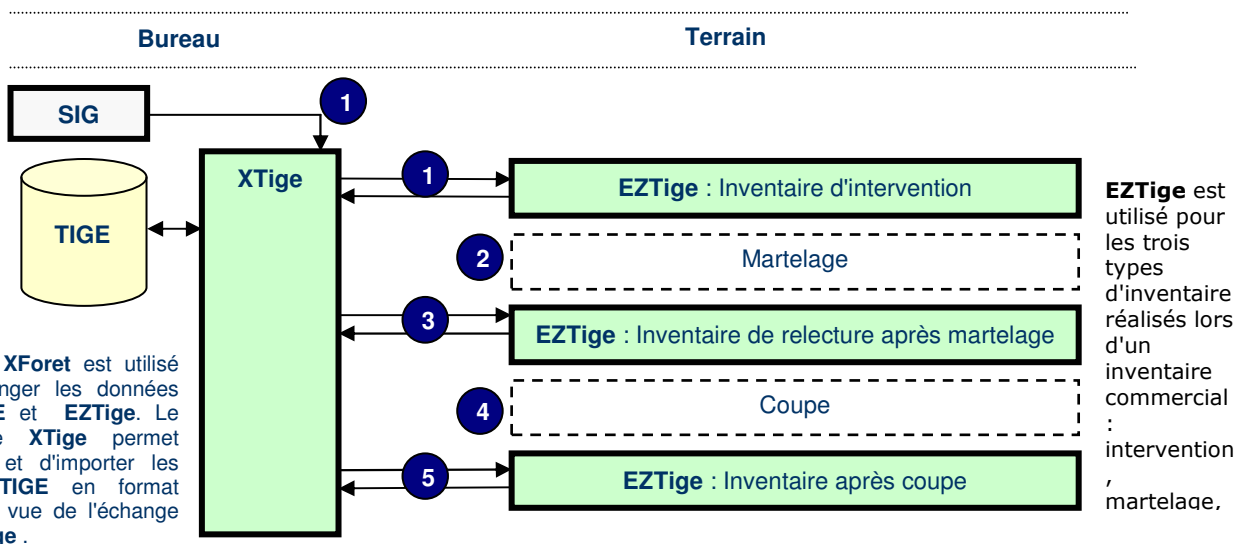 Bureau
Terrain
SIG
1
XTige
TIGE
1
EZTige : Inventaire d'intervention
2
Martelage
3
EZTige : Inventaire de relecture après martelage
4
Coupe
5
EZTige : Inventaire après coupe
XForet est utilisé
les données
et EZTige. Le
XTige permet
et d'importer les
TIGE en format
vue de l'échange
EZTige est
utilisé pour
les trois
types
d'inventaire
réalisés lors
d'un
inventaire
commercial
:
intervention
,
martelage,